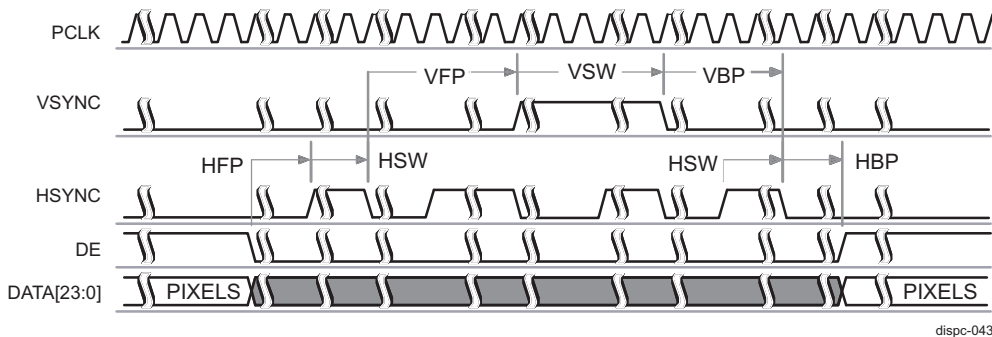 PCLK
VFP VSW VBP
VSYNC
HFP HSW HSW HBP
HSYNC
DE
DATA[23:0] PIXELS PIXELS
dispc-043